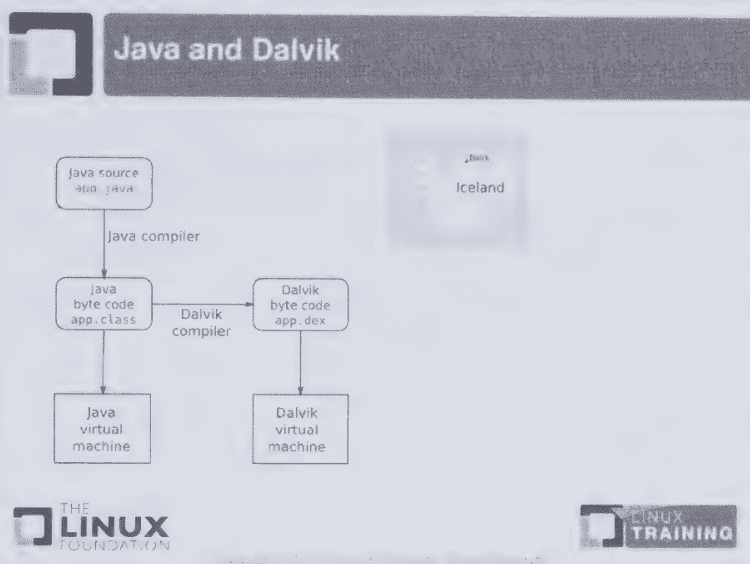 Java and Dalvik
Java source
app.java
Java compiler
Java
byte code
app.class
Dalvik
compiler
Dalvik
byte code
app.dex
Java
virtual
machine
Dalvik
virtual
machine
Iceland
THE
LINUX
FOUNDATION
LINUX
TRAINING